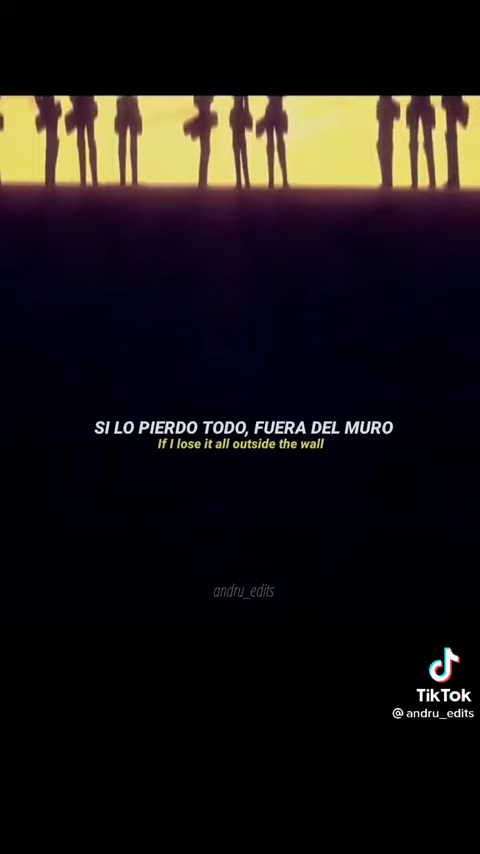 SI LO PIERDO TODO, FUERA DEL MURO
If I lose it all outside the wall
andru_edits
TikTok
@andru_edits